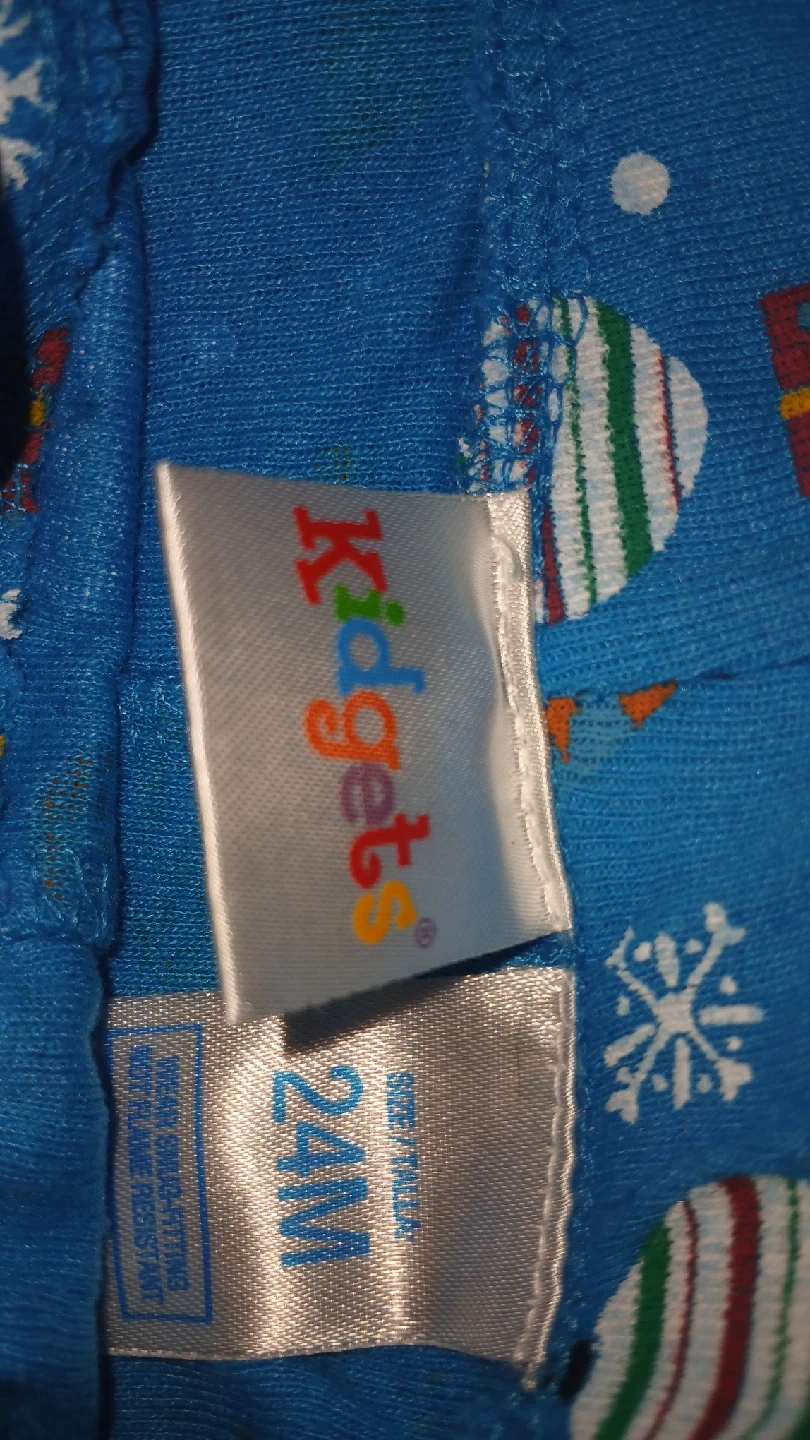 Kidgets®
SIZE / TALLA:
24M
WEAR SNUG-FITTING
NOT FLAME RESISTANT